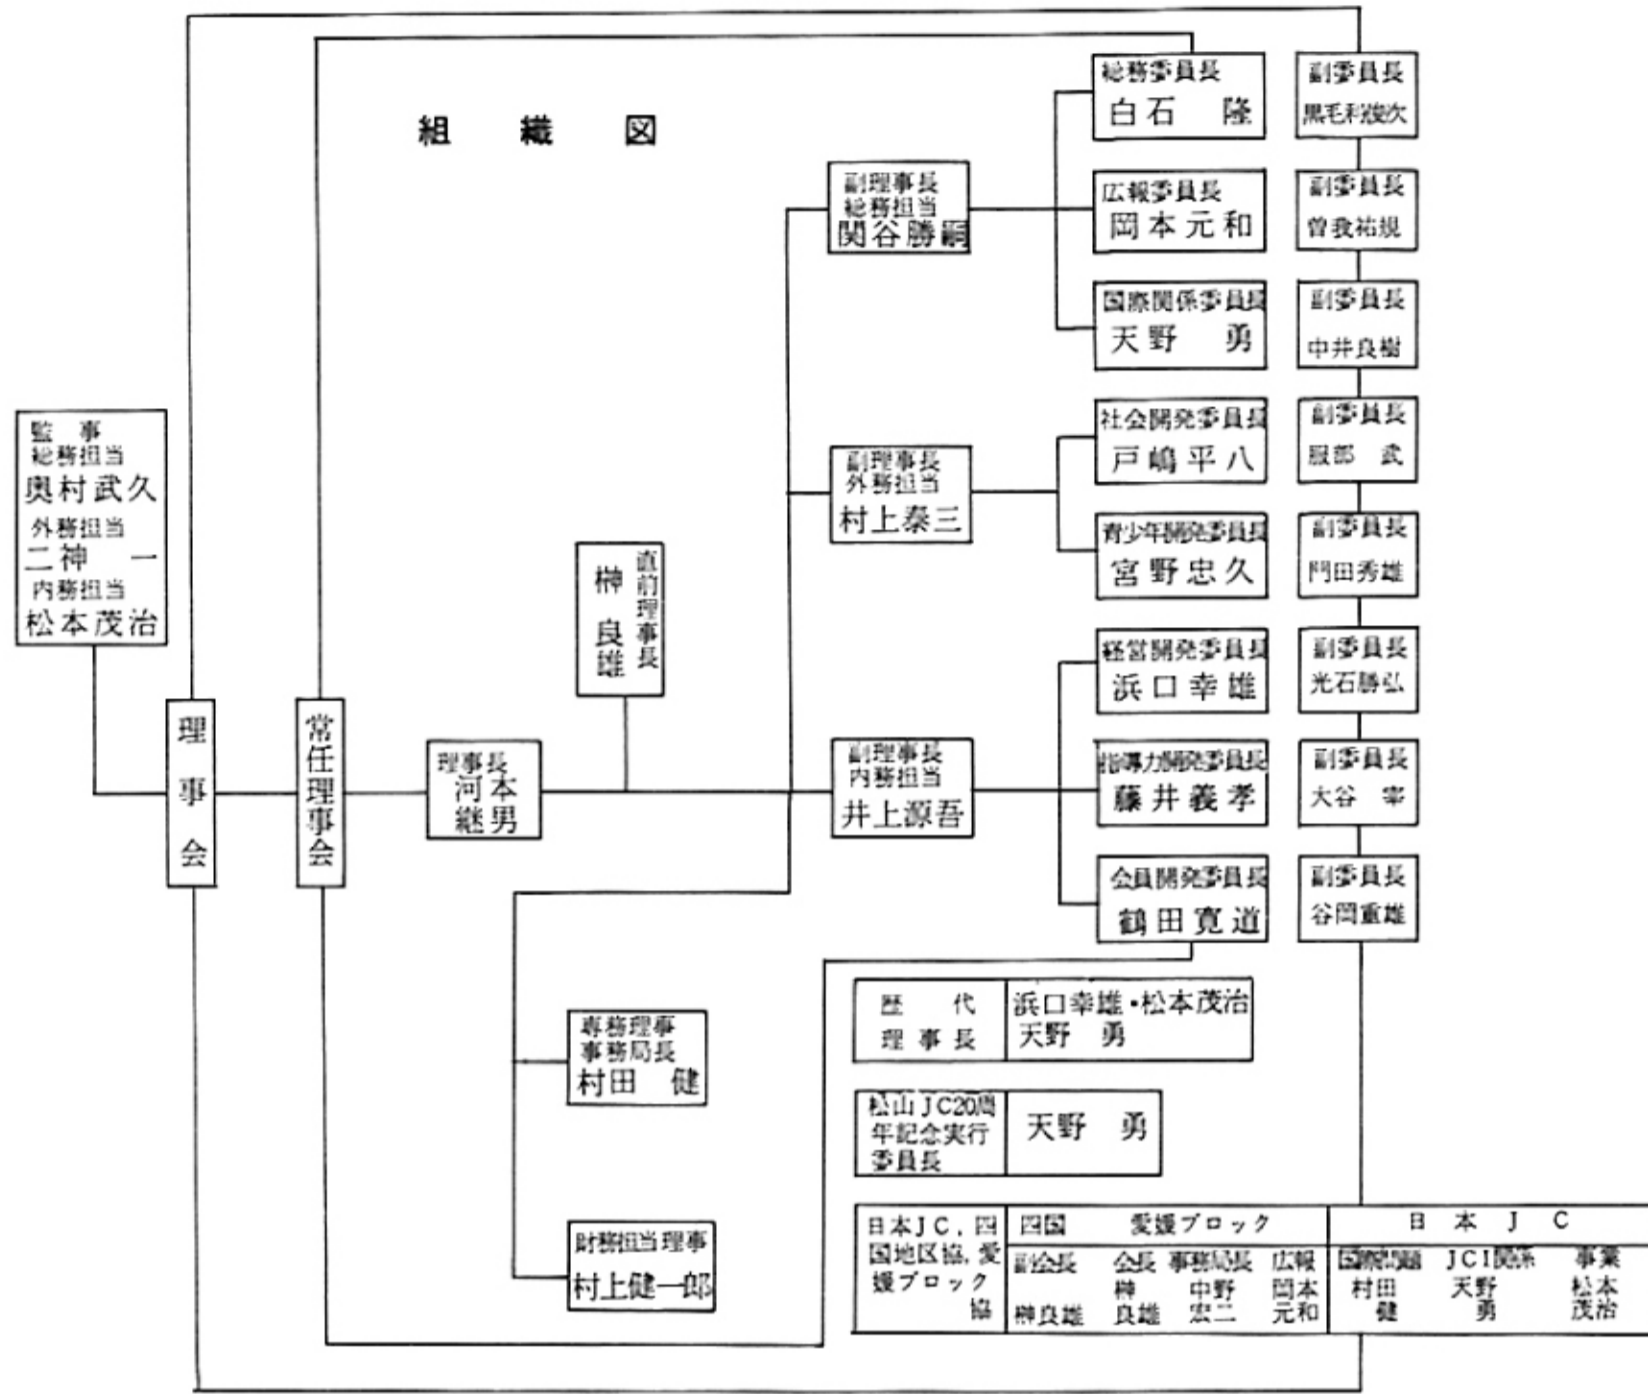 組織図
監事
総務担当
奥村武久
外務担当
二神一
内務担当
松本茂治
理事会
常任理事会
理事長
河本
継男
直前理事長
榊良雄
副理事長
総務担当
関谷勝嗣
副理事長
外務担当
村上泰三
副理事長
内務担当
井上源吾
専務理事
事務局長
村田健
財務担当理事
村上健一郎
総務委員長
白石隆
副委員長
黒毛利俊次
広報委員長
岡本元和
副委員長
曽我祐規
国際関係委員長
天野勇
副委員長
中井良樹
社会開発委員長
戸嶋平八
副委員長
服部武
青少年開発委員長
宮野忠久
副委員長
門田秀雄
経営開発委員長
浜口幸雄
副委員長
光石勝弘
指導力開発委員長
藤井義孝
副委員長
大谷
会員開発委員長
鶴田寛道
副委員長
谷岡重雄
歴代
理事長
浜口幸雄・松本茂治
天野勇
松山JC20周
年記念実行
委員長
天野勇
日本JC,四
国地区協,愛
媛ブロック
協
四国 愛媛ブロック 日本JC
副会長 会長 事務局長 広報 国際問題 JCI関係 事業
榊 中野 岡本 村田 天野 松本
榊良雄 良雄 宏二 元和 健 勇 茂治